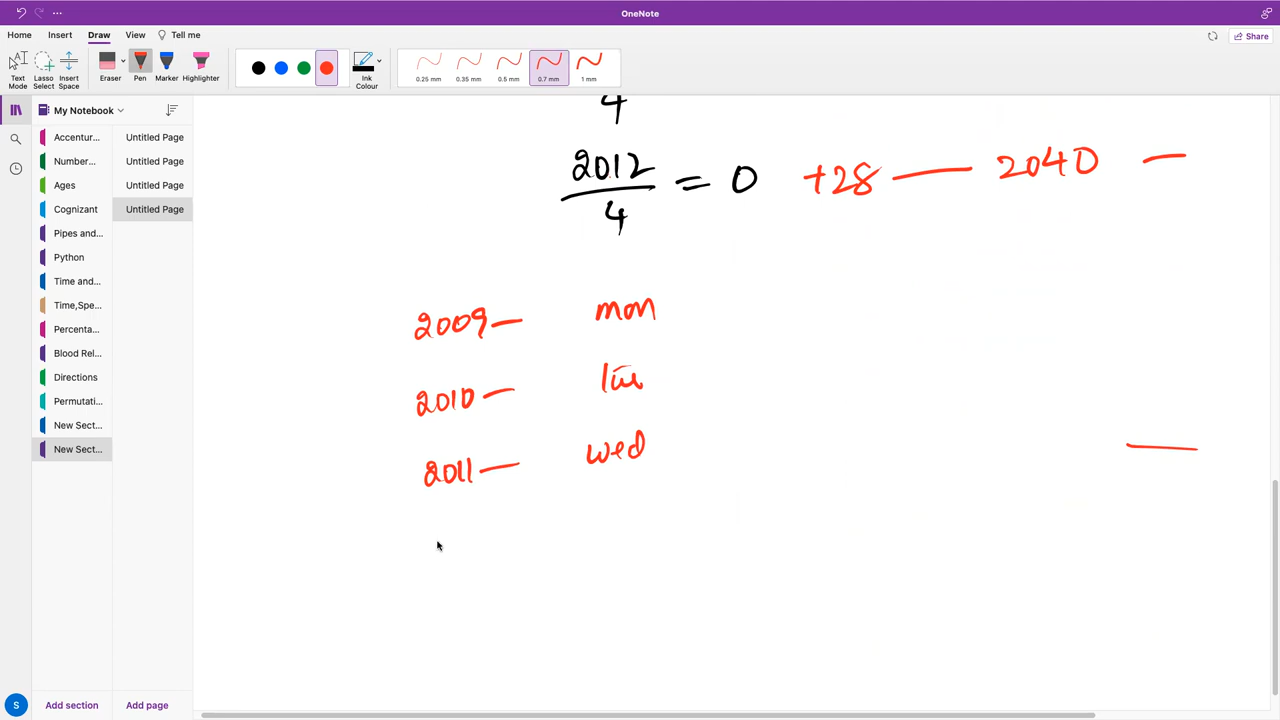 OneNote
Home Insert Draw View Tell me
Share
Text Mode
Lasso Select
Insert Space
Eraser
Pen
Marker
Highlighter
0.25 mm
0.35 mm
0.5 mm
0.7 mm
1 mm
Ink Colour
My Notebook
Accentur...
Number...
Ages
Cognizant
Pipes and...
Python
Time and...
Time,Spe...
Percenta...
Blood Rel...
Directions
Permutati...
New Sect...
New Sect...
Untitled Page
Untitled Page
Untitled Page
Untitled Page
4
2012/4 = 0 +28 — 2040 —
2009 — mon
2010 — tue
2011 — wed
S
Add section
Add page